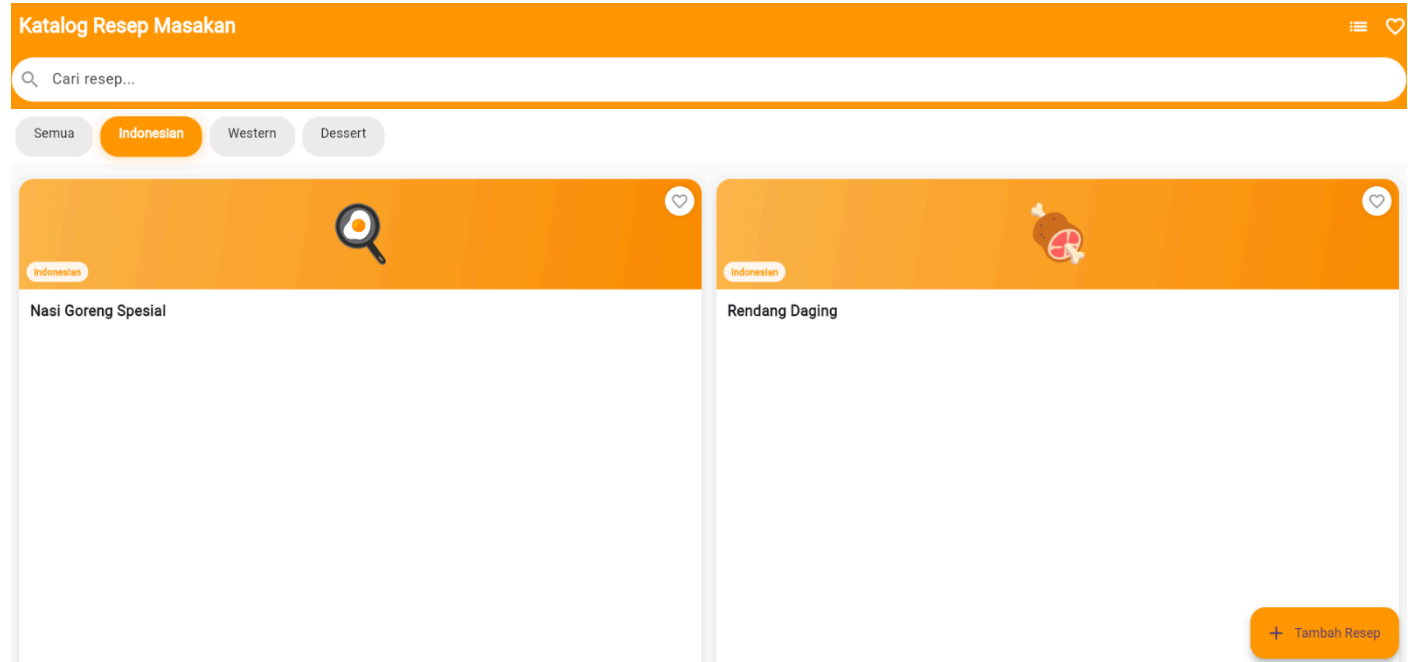 Katalog Resep Masakan
Cari resep...
Semua Indonesian Western Dessert
Indonesian Indonesian
Nasi Goreng Spesial Rendang Daging
+ Tambah Resep